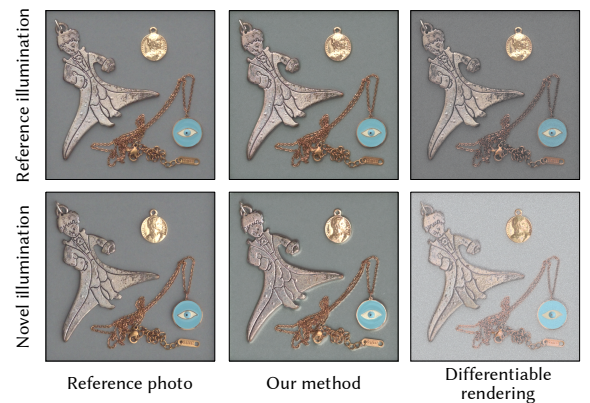 Reference illumination
Novel illumination
Reference photo
Our method
Differentiable
rendering